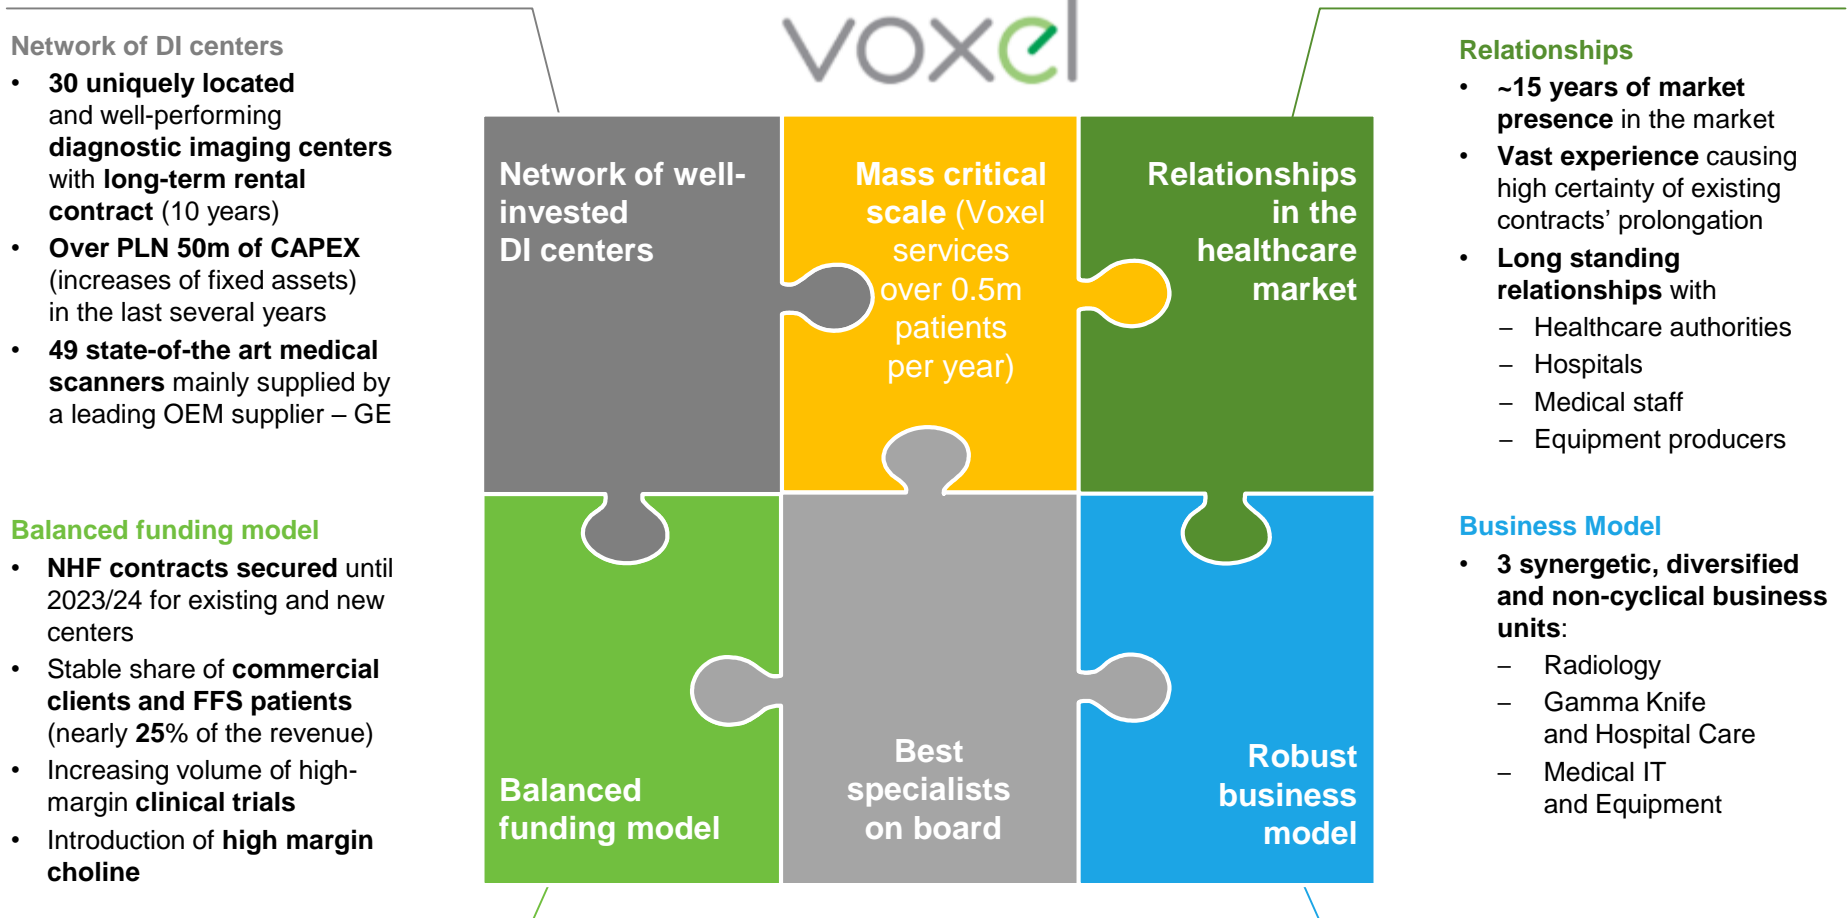 voxel
Network of DI centers
• 30 uniquely located
and well-performing
diagnostic imaging centers
with long-term rental
contract (10 years)
• Over PLN 50m of CAPEX
(increases of fixed assets)
in the last several years
• 49 state-of-the art medical
scanners mainly supplied by
a leading OEM supplier – GE
Balanced funding model
• NHF contracts secured until
2023/24 for existing and new
centers
• Stable share of commercial
clients and FFS patients
(nearly 25% of the revenue)
• Increasing volume of high-
margin clinical trials
• Introduction of high margin
choline
Network of well-
invested
DI centers
Mass critical
scale (Voxel
services
over 0.5m
patients
per year)
Relationships
in the
healthcare
market
Balanced
funding model
Best
specialists
on board
Robust
business
model
Relationships
• ~15 years of market
presence in the market
• Vast experience causing
high certainty of existing
contracts’ prolongation
• Long standing
relationships with
– Healthcare authorities
– Hospitals
– Medical staff
– Equipment producers
Business Model
• 3 synergetic, diversified
and non-cyclical business
units:
– Radiology
– Gamma Knife
and Hospital Care
– Medical IT
and Equipment